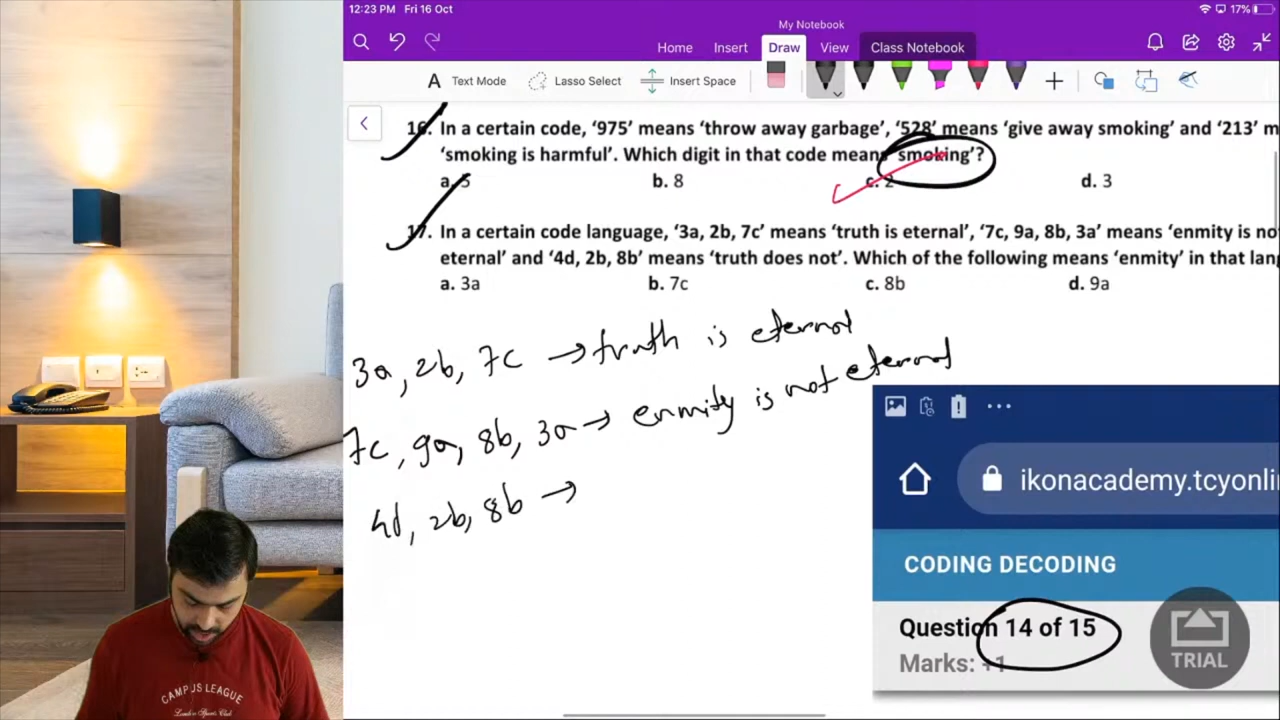 12:23 PM Fri 16 Oct
17%
My Notebook
Home Insert Draw View Class Notebook
Text Mode Lasso Select Insert Space
16. In a certain code, ‘975’ means ‘throw away garbage’, ‘528’ means ‘give away smoking’ and ‘213’ m
‘smoking is harmful’. Which digit in that code means ‘smoking’?
a. 5 b. 8 c. 2 d. 3
17. In a certain code language, ‘3a, 2b, 7c’ means ‘truth is eternal’, ‘7c, 9a, 8b, 3a’ means ‘enmity is no
eternal’ and ‘4d, 2b, 8b’ means ‘truth does not’. Which of the following means ‘enmity’ in that lan
a. 3a b. 7c c. 8b d. 9a
3a, 2b, 7c → truth is eternal
7c, 9a, 8b, 3a → enmity is not eternal
4d, 2b, 8b →
ikonacademy.tcyonli
CODING DECODING
Question 14 of 15
Marks: +1
TRIAL
CAMPUS LEAGUE
London Sports Club